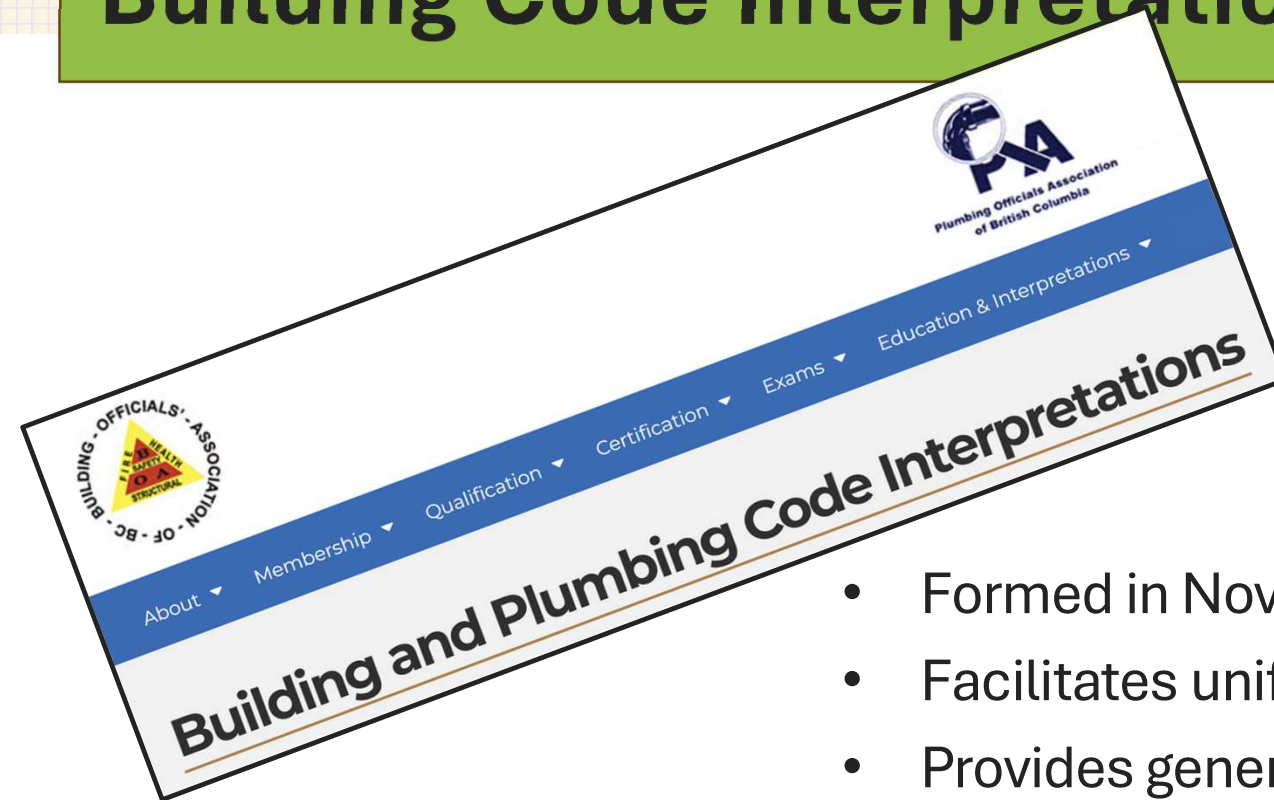 Building Code Interpretatio
PVA
Plumbing Officials Association
of British Columbia
BUILDING - OFFICIALS' - ASSOCIATION - OF - BC -
FIRE HEALTH
B
SAFETY
O A
STRUCTURAL
About Membership Qualification Certification Exams Education & Interpretations
Building and Plumbing Code Interpretations
• Formed in Nov
• Facilitates unif
• Provides gener